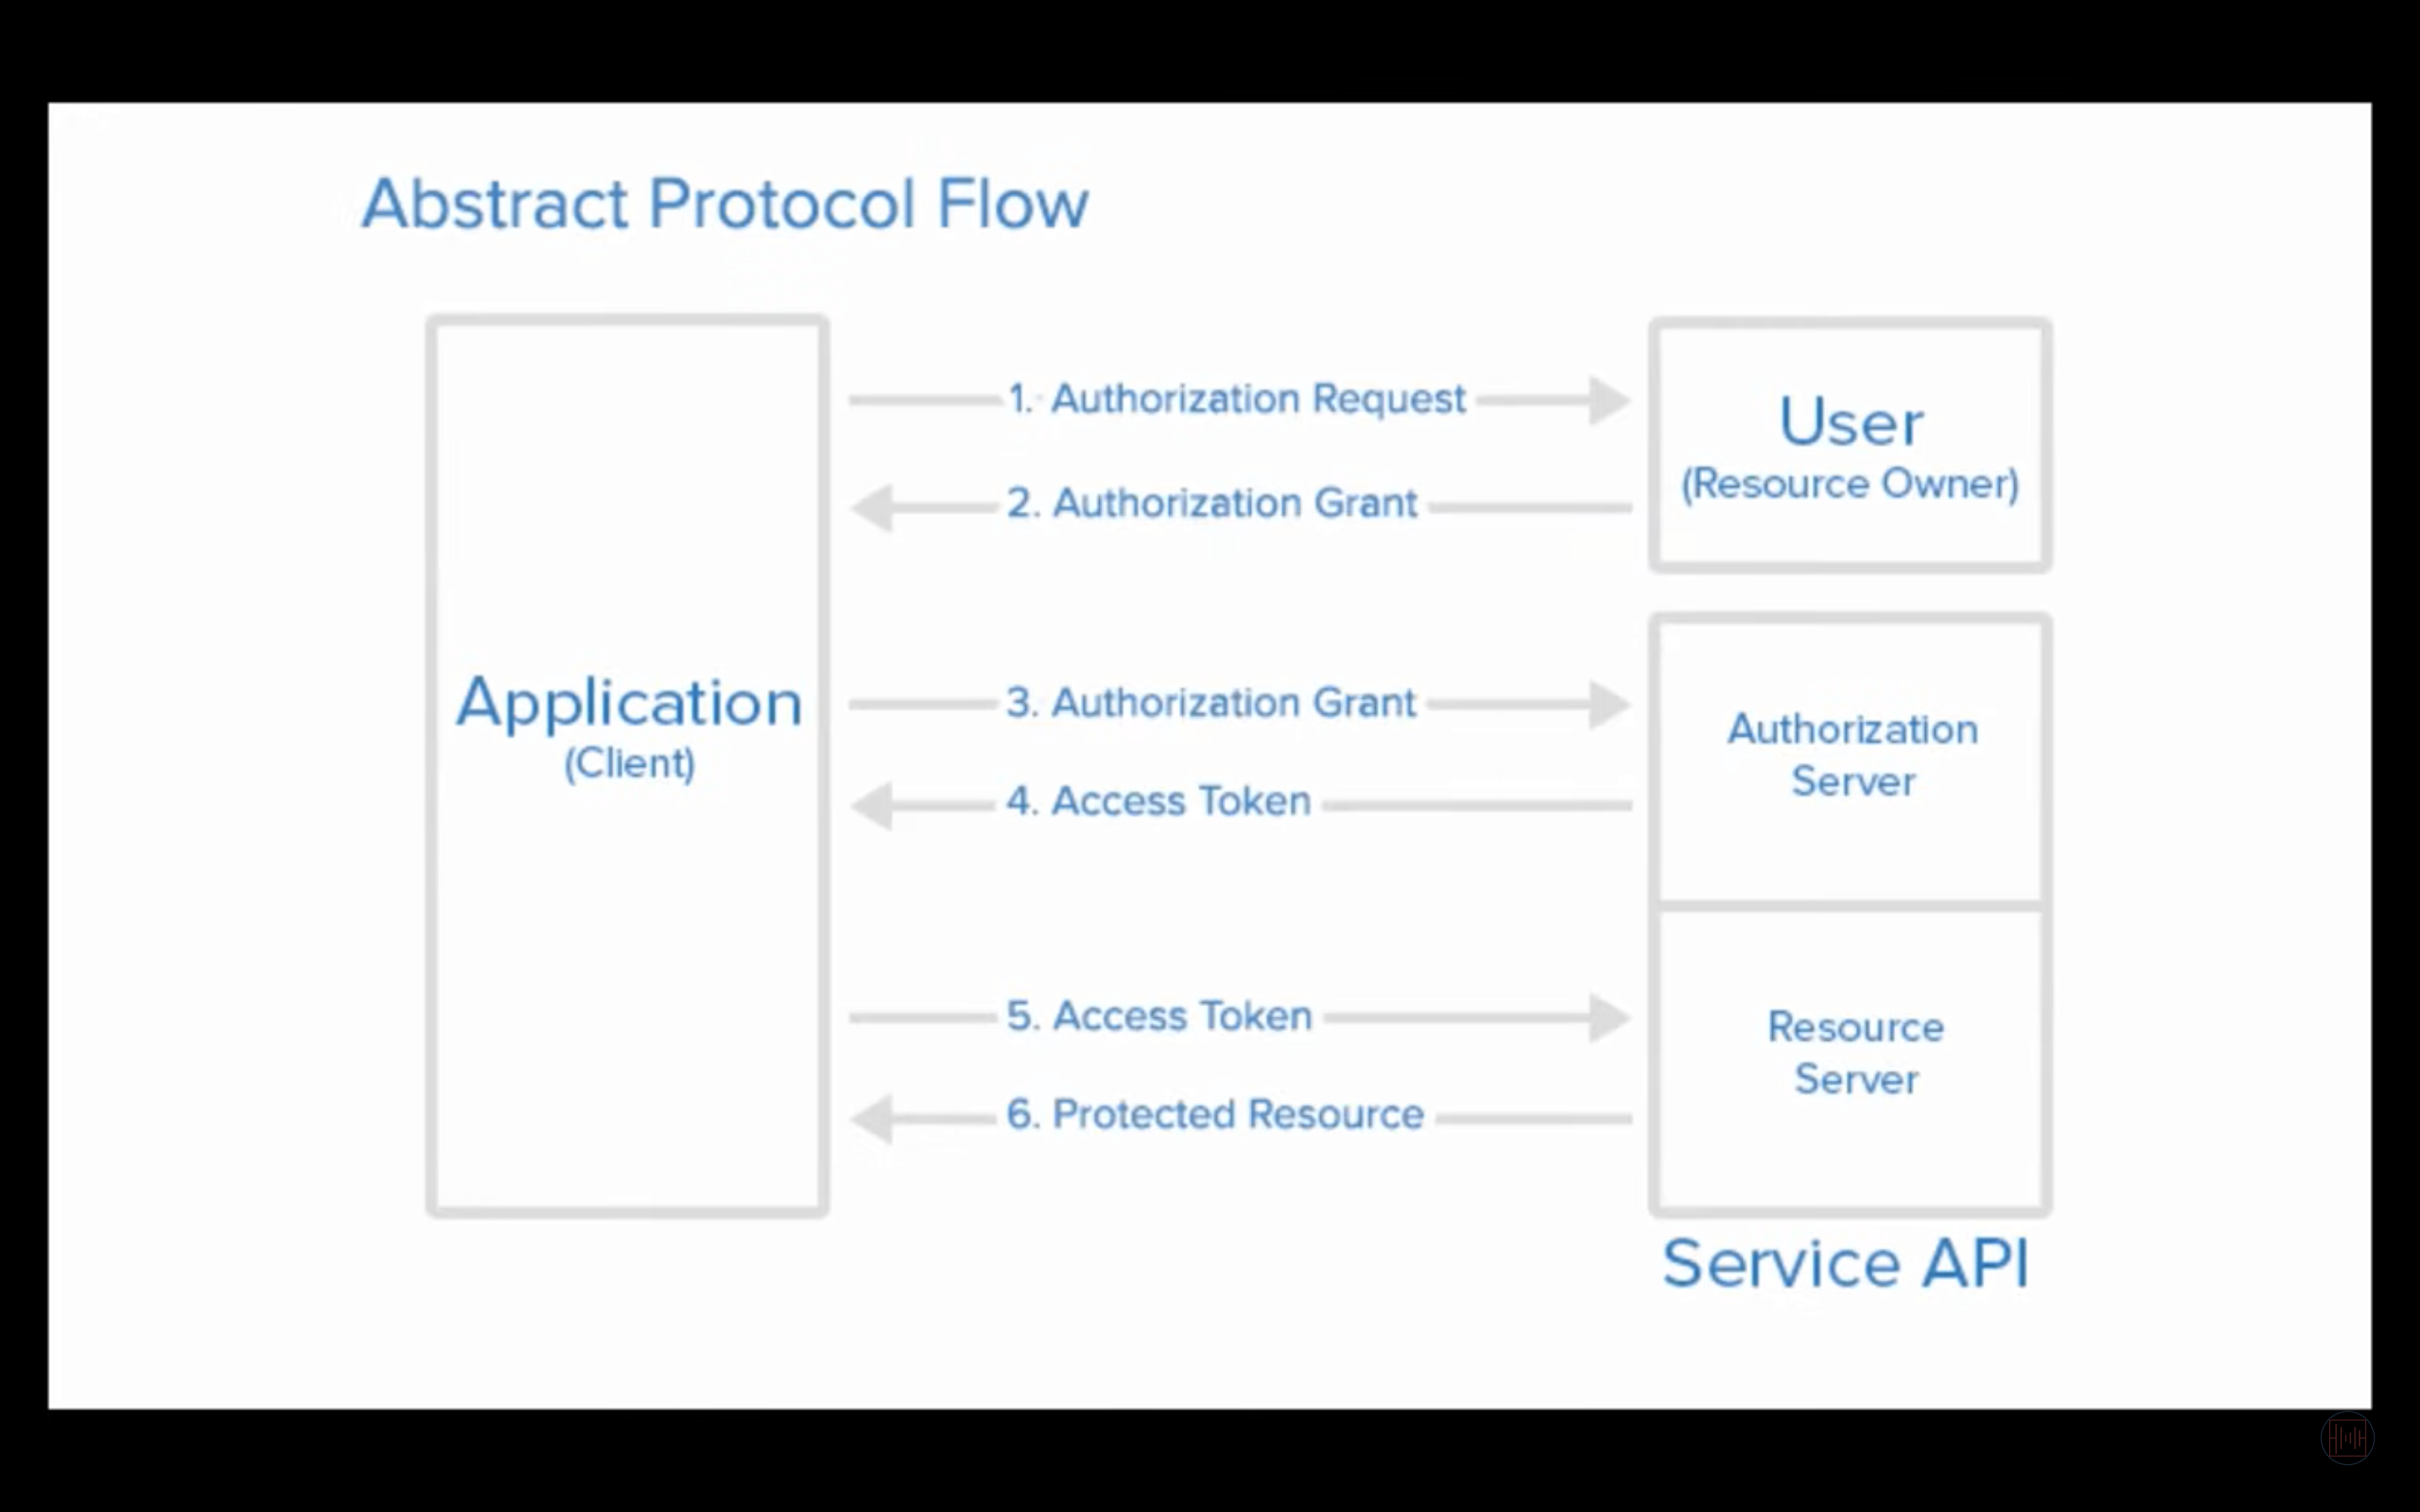 Abstract Protocol Flow
1. Authorization Request
User
(Resource Owner)
2. Authorization Grant
Application
(Client)
3. Authorization Grant
Authorization
Server
4. Access Token
5. Access Token
Resource
Server
6. Protected Resource
Service API